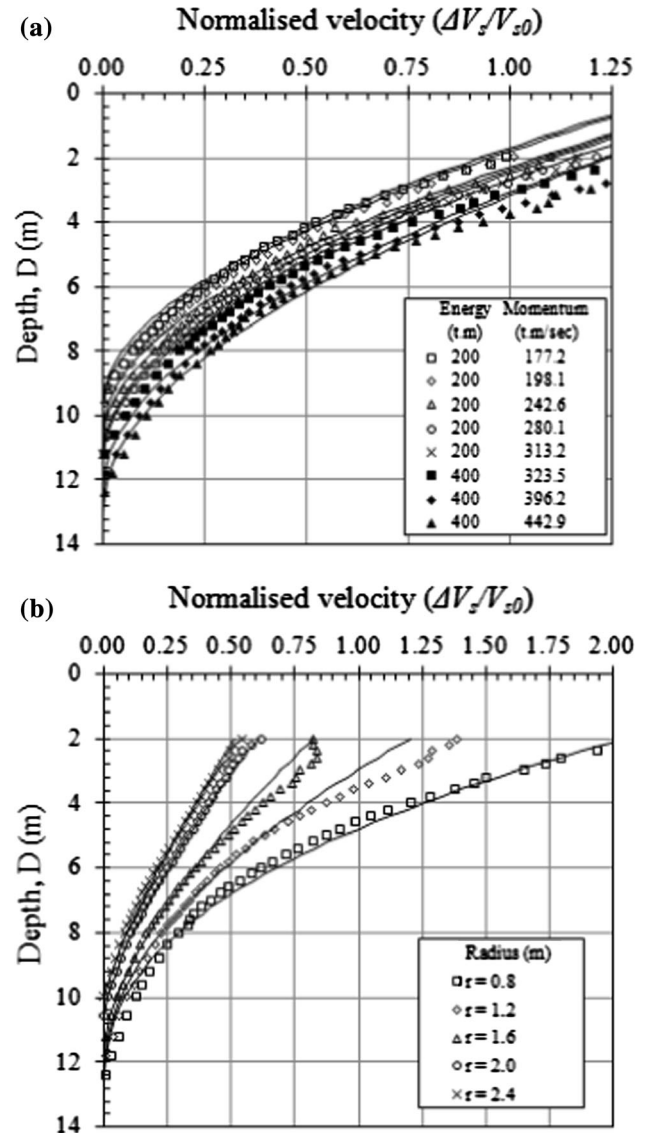 (a)
Normalised velocity (ΔVs/Vs0)
0.00 0.25 0.50 0.75 1.00 1.25
Depth, D (m)
0
2
4
6
8
10
12
14
Energy Momentum
(t.m) (t.m/sec)
200 177.2
200 198.1
200 242.6
200 280.1
200 313.2
400 323.5
400 396.2
400 442.9
(b)
Normalised velocity (ΔVs/Vs0)
0.00 0.25 0.50 0.75 1.00 1.25 1.50 1.75 2.00
Depth, D (m)
0
2
4
6
8
10
12
14
Radius (m)
r = 0.8
r = 1.2
r = 1.6
r = 2.0
r = 2.4